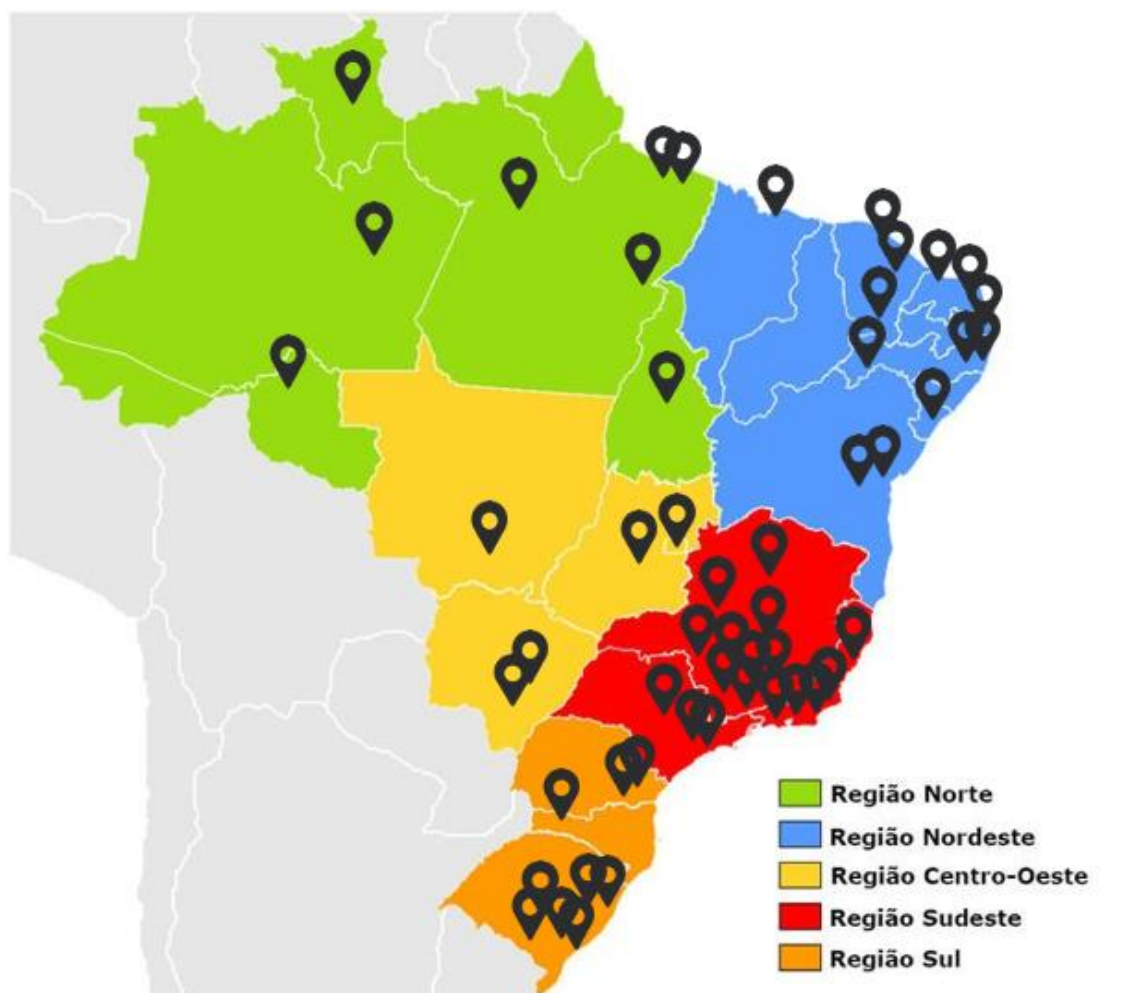 Região Norte
Região Nordeste
Região Centro-Oeste
Região Sudeste
Região Sul